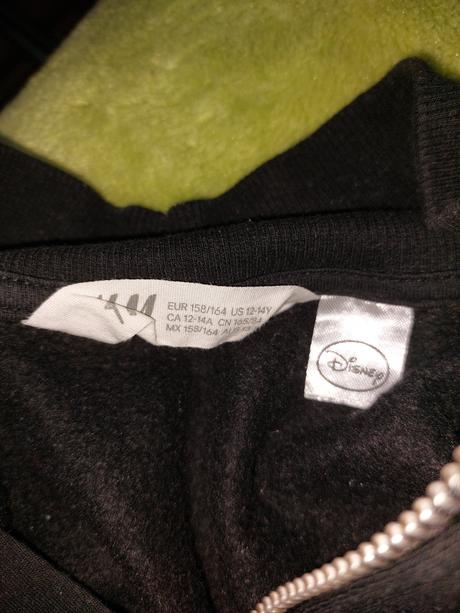 H&M
EUR 158/164 US 12-14Y
CA 12-14A CN 165/84
MX 158/164
Disney